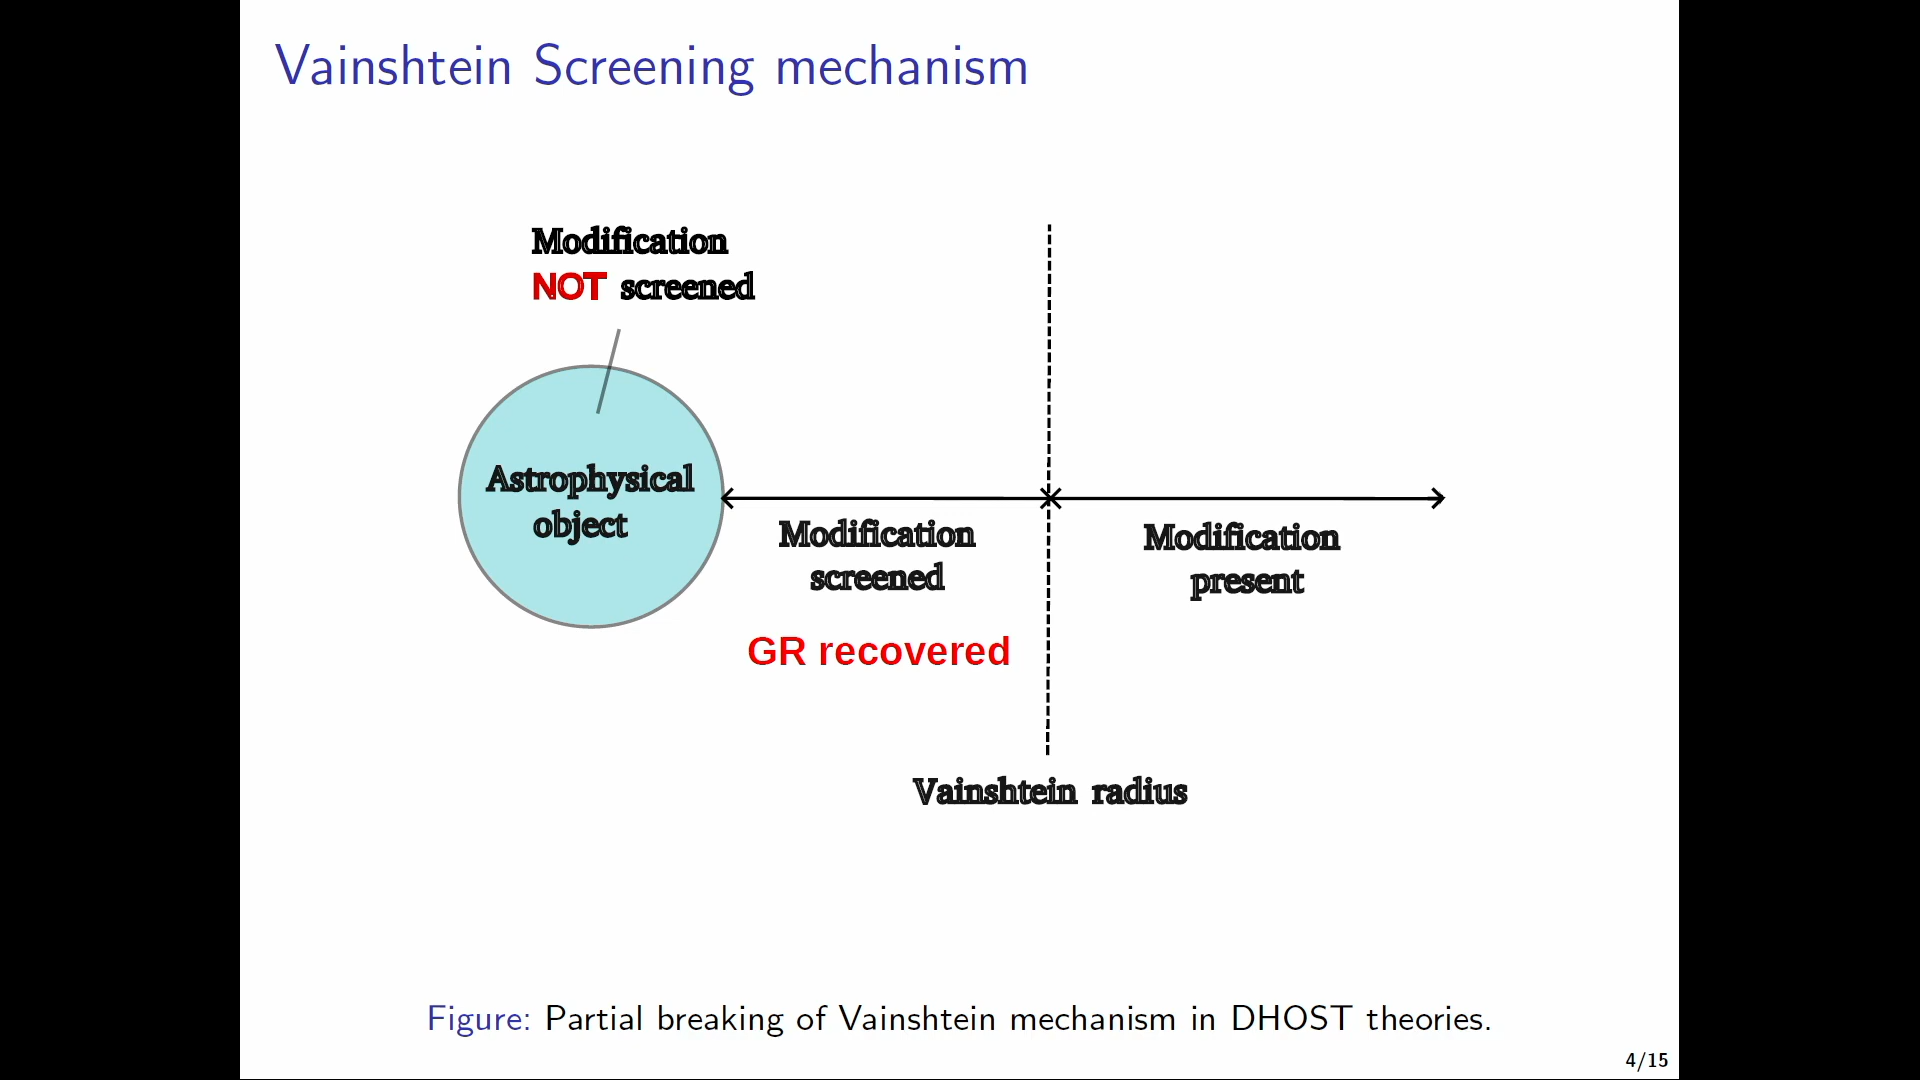 Vainshtein Screening mechanism
Modification
NOT screened
Astrophysical
object
Modification
screened
GR recovered
Modification
present
Vainshtein radius
Figure: Partial breaking of Vainshtein mechanism in DHOST theories.
4/15